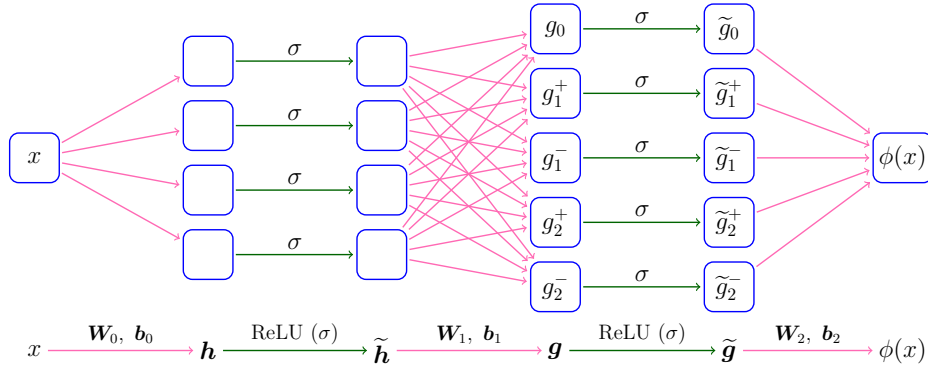 g₀ σ g̃₀
σ
g₁⁺ σ g̃₁⁺
σ
x g₁⁻ σ g̃₁⁻ ϕ(x)
σ
g₂⁺ σ g̃₂⁺
σ
g₂⁻ σ g̃₂⁻
W₀, b₀ ReLU (σ) W₁, b₁ ReLU (σ) W₂, b₂
x h h̃ g g̃ ϕ(x)